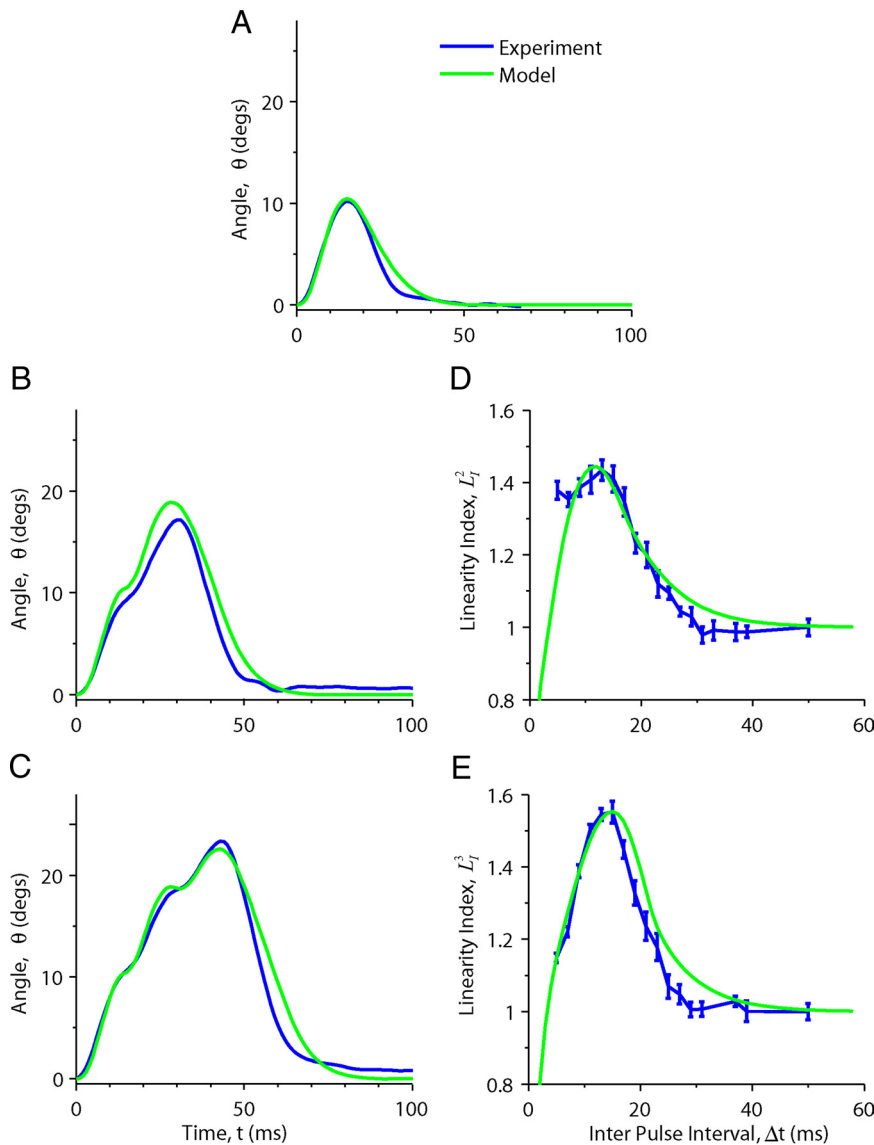 A
Experiment
Model
Angle, θ (degs)
20
10
0
0
50
100
B
Angle, θ (degs)
20
10
0
0
50
100
D
Linearity Index, L_I^2
1.6
1.4
1.2
1
0.8
0
20
40
60
C
Angle, θ (degs)
20
10
0
0
50
100
Time, t (ms)
E
Linearity Index, L_I^3
1.6
1.4
1.2
1
0.8
0
20
40
60
Inter Pulse Interval, Δt (ms)